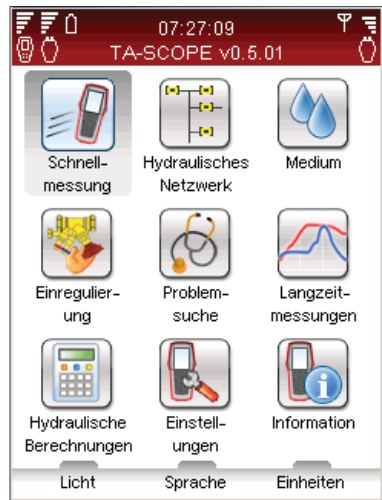 07:27:09
TA-SCOPE v0.5.01
Schnell-
messung
Hydraulisches
Netzwerk
Medium
Einregulier-
ung
Problem-
suche
Langzeit-
messungen
Hydraulische
Berechnungen
Einstell-
ungen
Information
Licht
Sprache
Einheiten